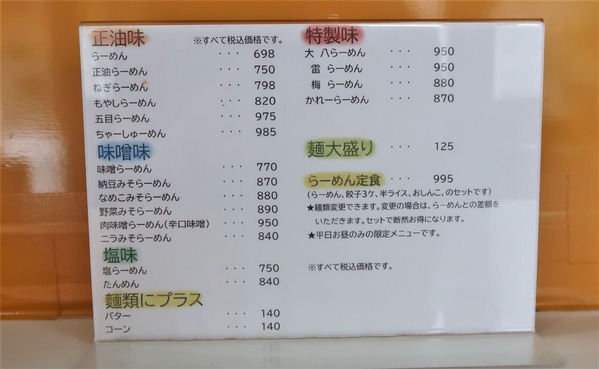 正油味 ※すべて税込価格です。
らーめん ・・・ 698
正油らーめん ・・・ 750
ねぎらーめん ・・・ 798
もやしらーめん ・・・ 820
五目らーめん ・・・ 975
ちゃーしゅーめん ・・・ 985
味噌味
味噌らーめん ・・・ 770
納豆みそらーめん ・・・ 870
なめこみそらーめん ・・・ 880
野菜みそらーめん ・・・ 890
肉味噌らーめん(辛口味噌) ・・・ 950
ニラみそらーめん ・・・ 840
塩味
塩らーめん ・・・ 750
たんめん ・・・ 840
麺類にプラス
バター ・・・ 140
コーン ・・・ 140
特製味
大 八らーめん ・・・ 950
雷 らーめん ・・・ 950
梅 らーめん ・・・ 880
かれーらーめん ・・・ 870
麺大盛り ・・・ 125
らーめん定食 ・・・ 995
(らーめん、餃子3ケ、半ライス、おしんこ、のセットです)
★麺類変更できます。変更の場合は、らーめんとの差額を
いただきます。セットで断然お得になります。
★平日お昼のみの限定メニューです。
※すべて税込価格です。